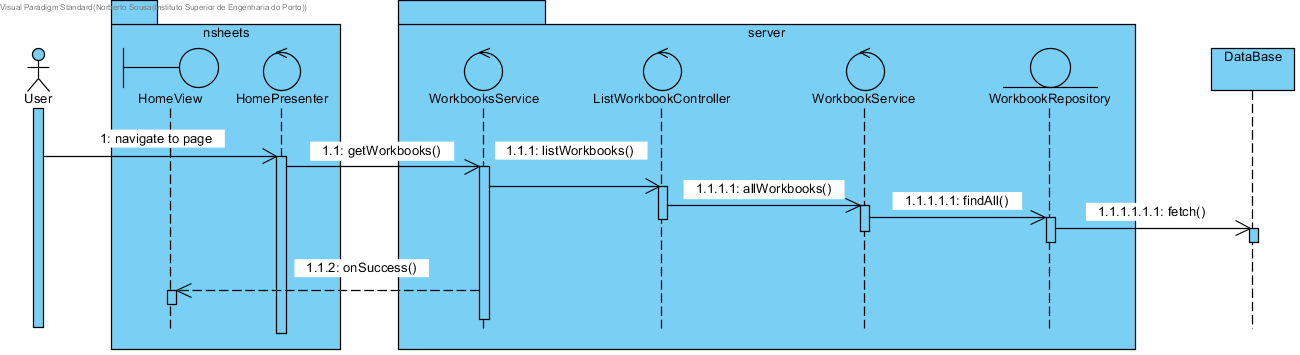 Visual Paradigm Standard(Norberto Sousa(Instituto Superior de Engenharia do Porto))
nsheets
server
DataBase
User
HomeView
HomePresenter
WorkbooksService
ListWorkbookController
WorkbookService
WorkbookRepository
1: navigate to page
1.1: getWorkbooks()
1.1.1: listWorkbooks()
1.1.1.1: allWorkbooks()
1.1.1.1.1: findAll()
1.1.1.1.1.1: fetch()
1.1.2: onSuccess()